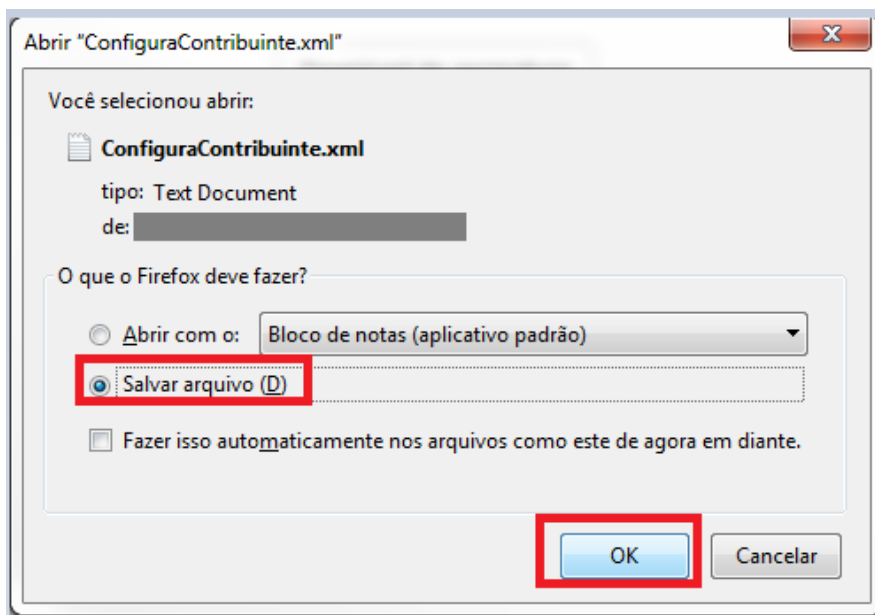 Abrir “ConfiguraContribuinte.xml”
Você selecionou abrir:
ConfiguraContribuinte.xml
tipo: Text Document
de:
O que o Firefox deve fazer?
Abrir com o: Bloco de notas (aplicativo padrão)
Salvar arquivo (D)
Fazer isso automaticamente nos arquivos como este de agora em diante.
OK Cancelar